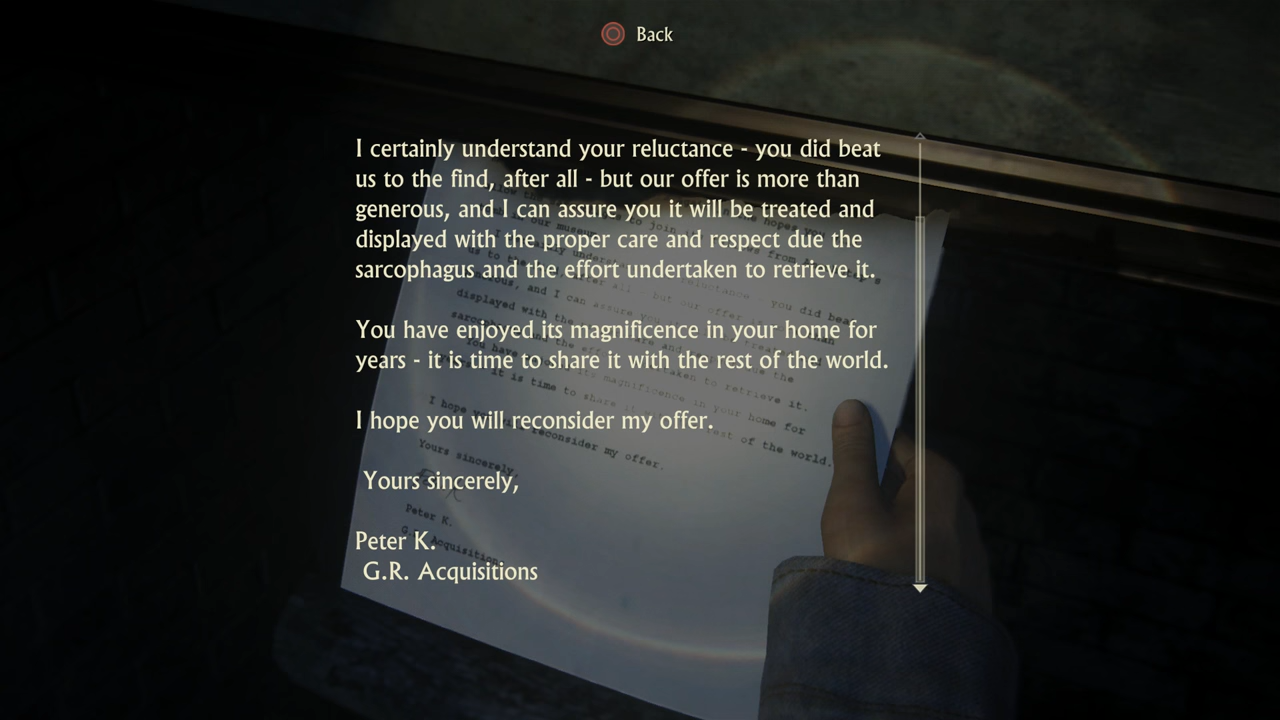 Back
I certainly understand your reluctance - you did beat
us to the find, after all - but our offer is more than
generous, and I can assure you it will be treated and
displayed with the proper care and respect due the
sarcophagus and the effort undertaken to retrieve it.
You have enjoyed its magnificence in your home for
years - it is time to share it with the rest of the world.
I hope you will reconsider my offer.
Yours sincerely,
Peter K.
G.R. Acquisitions